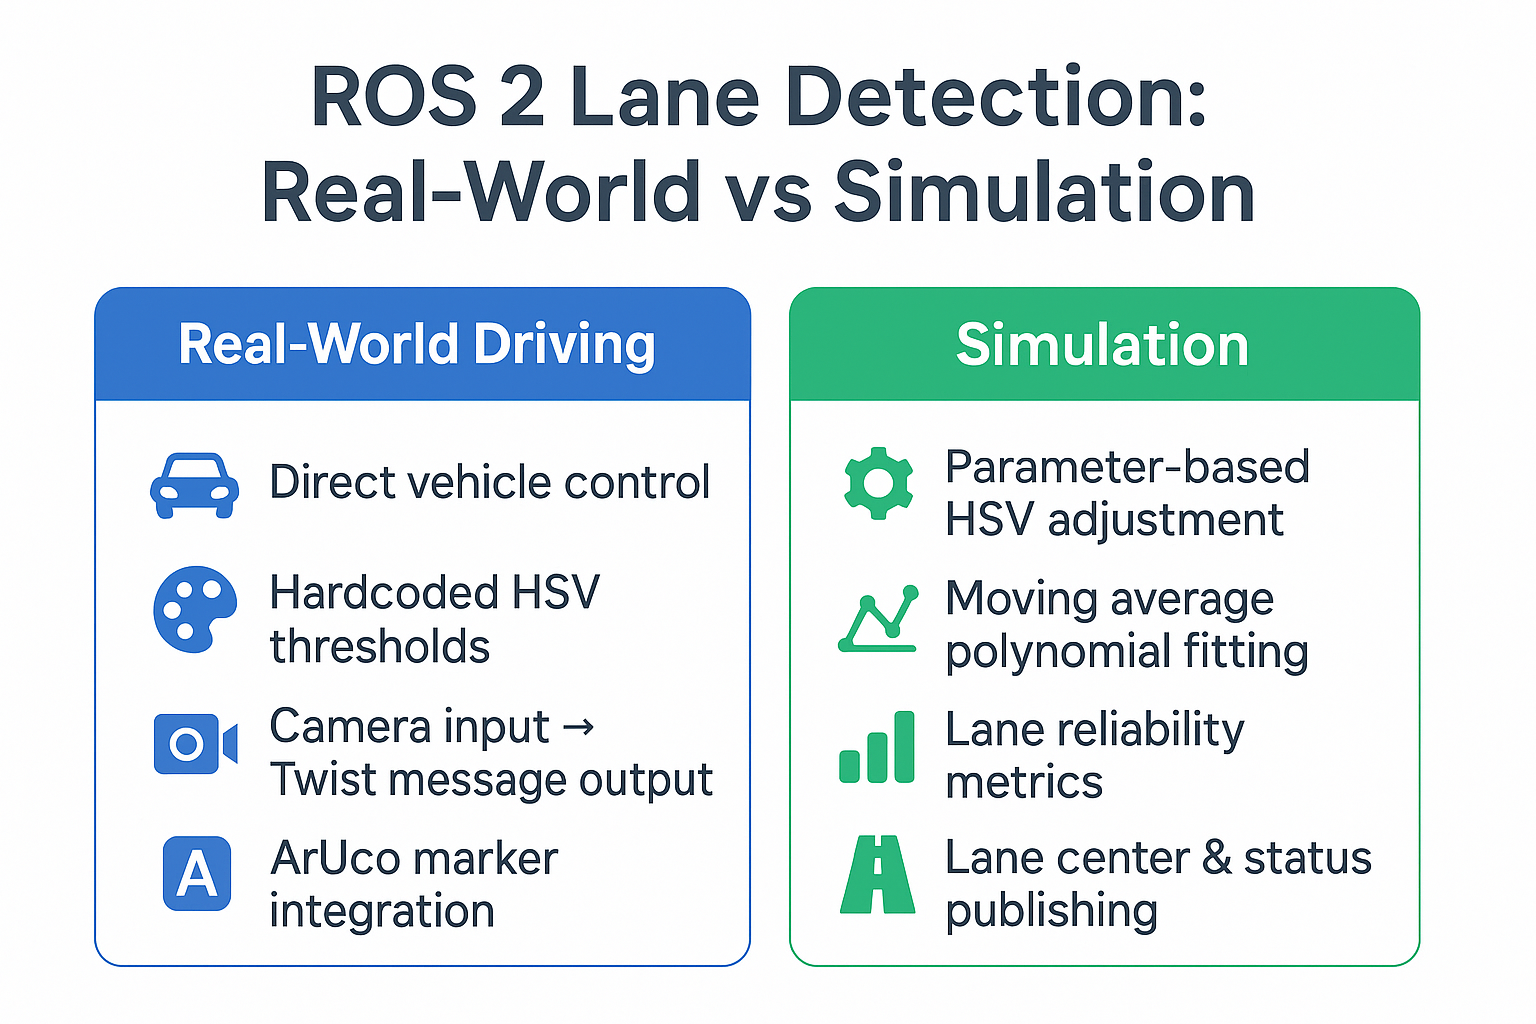 ROS 2 Lane Detection:
Real-World vs Simulation
Real-World Driving
Direct vehicle control
Hardcoded HSV
thresholds
Camera input →
Twist message output
A
ArUco marker
integration
Simulation
Parameter-based
HSV adjustment
Moving average
polynomial fitting
Lane reliability
metrics
Lane center & status
publishing